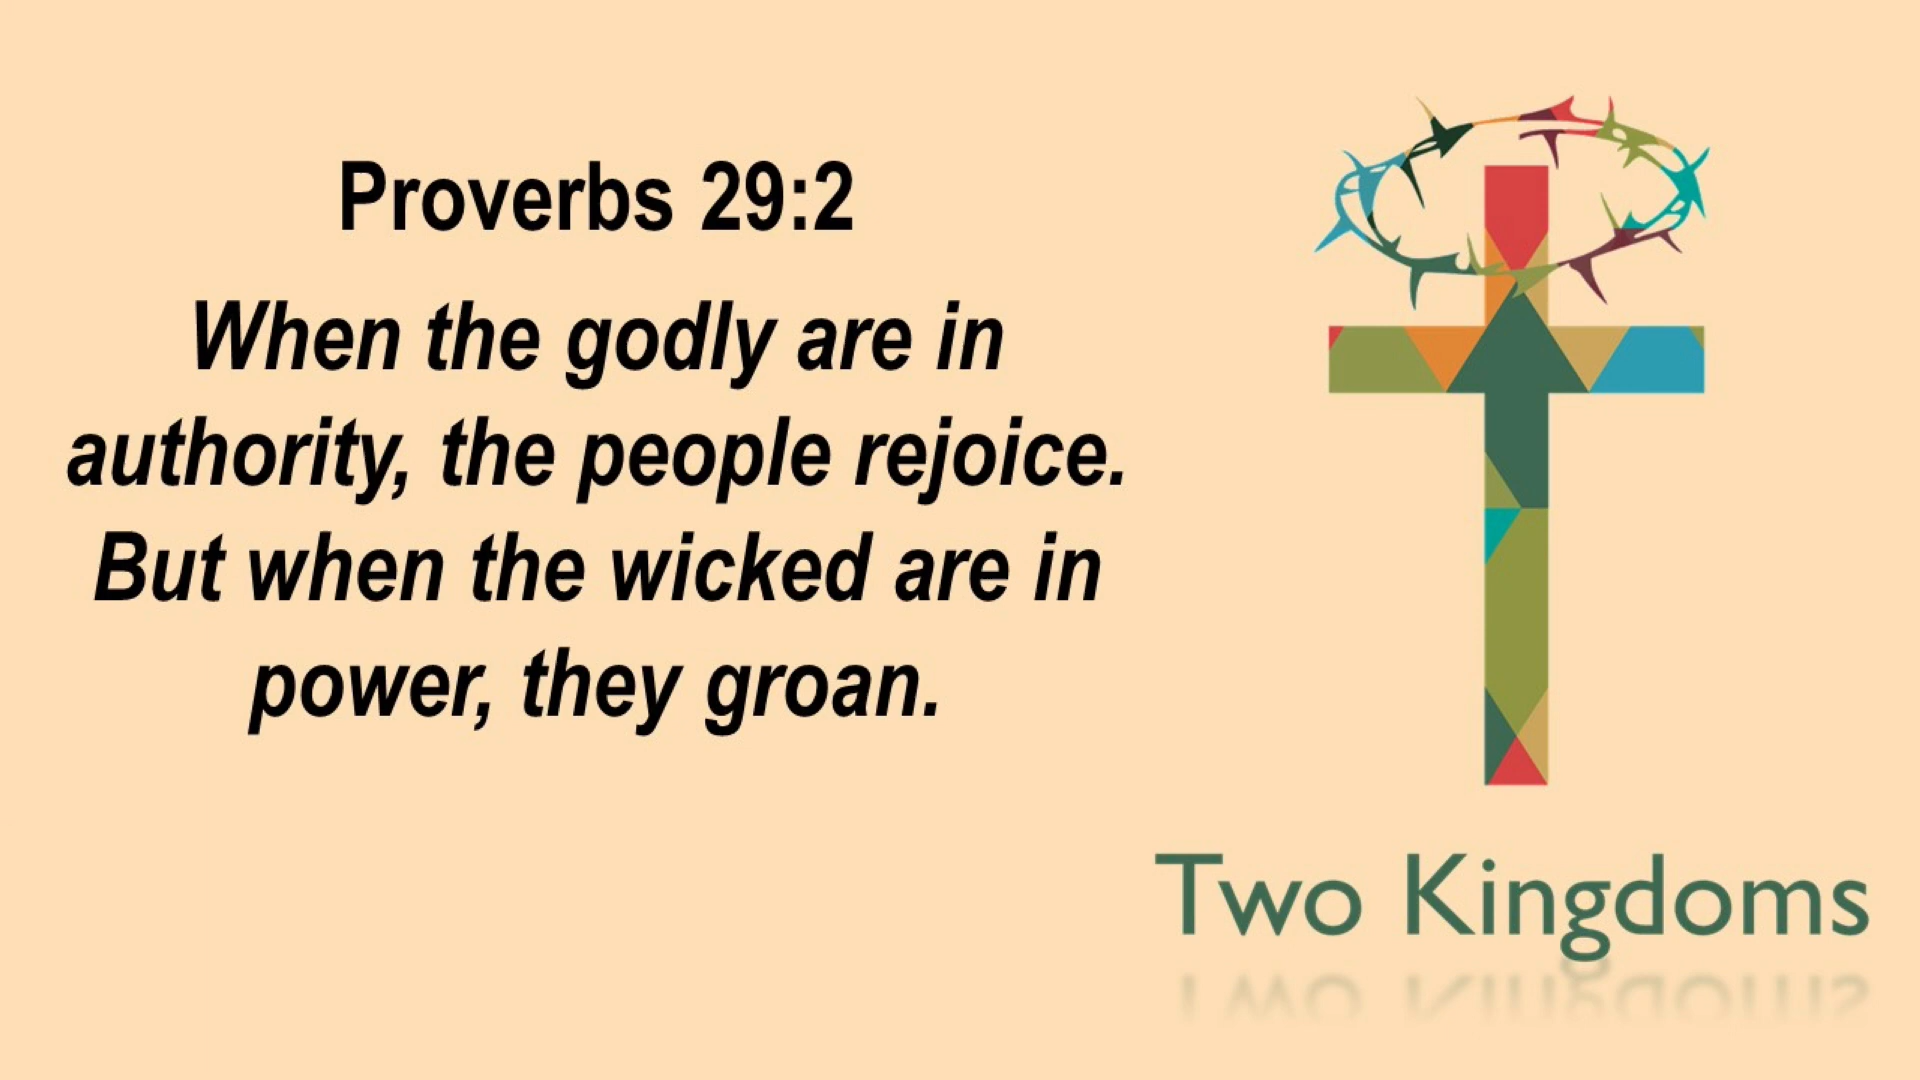 Proverbs 29:2
When the godly are in
authority, the people rejoice.
But when the wicked are in
power, they groan.
Two Kingdoms